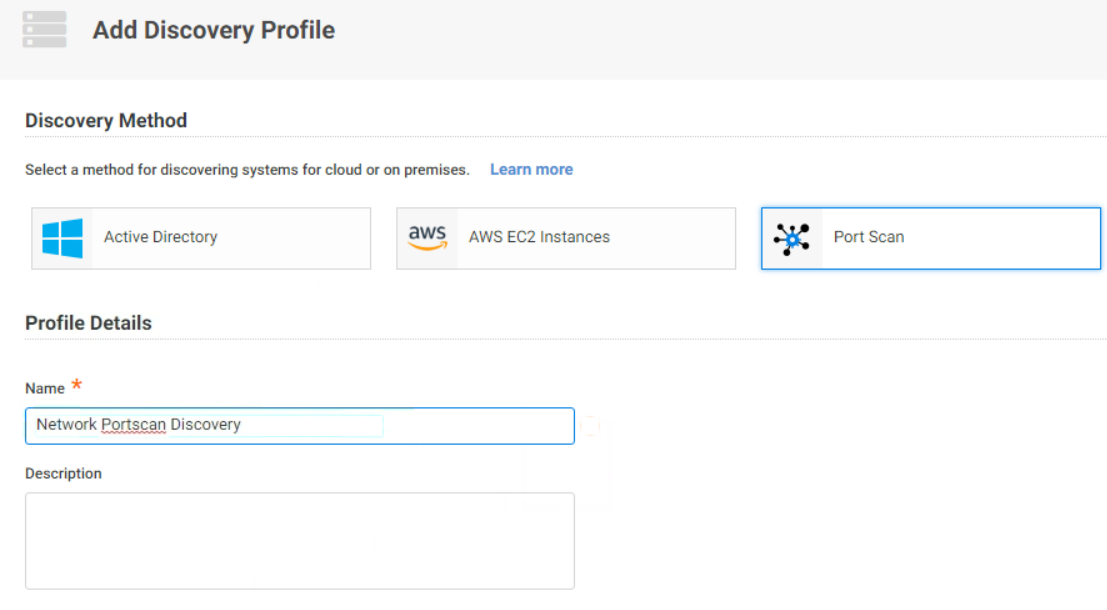 Add Discovery Profile
Discovery Method
Select a method for discovering systems for cloud or on premises. Learn more
Active Directory
aws AWS EC2 Instances
Port Scan
Profile Details
Name *
Network Portscan Discovery
Description